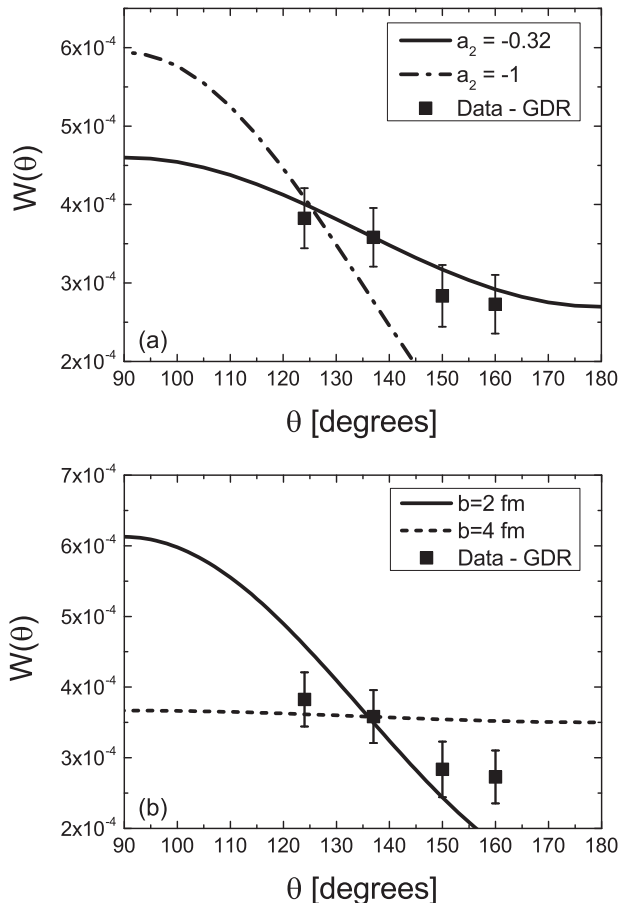 6x10⁻⁴
5x10⁻⁴
4x10⁻⁴
3x10⁻⁴
2x10⁻⁴
W(θ)
a₂ = -0.32
a₂ = -1
Data - GDR
(a)
90 100 110 120 130 140 150 160 170 180
θ [degrees]
7x10⁻⁴
6x10⁻⁴
5x10⁻⁴
4x10⁻⁴
3x10⁻⁴
2x10⁻⁴
W(θ)
b=2 fm
b=4 fm
Data - GDR
(b)
90 100 110 120 130 140 150 160 170 180
θ [degrees]